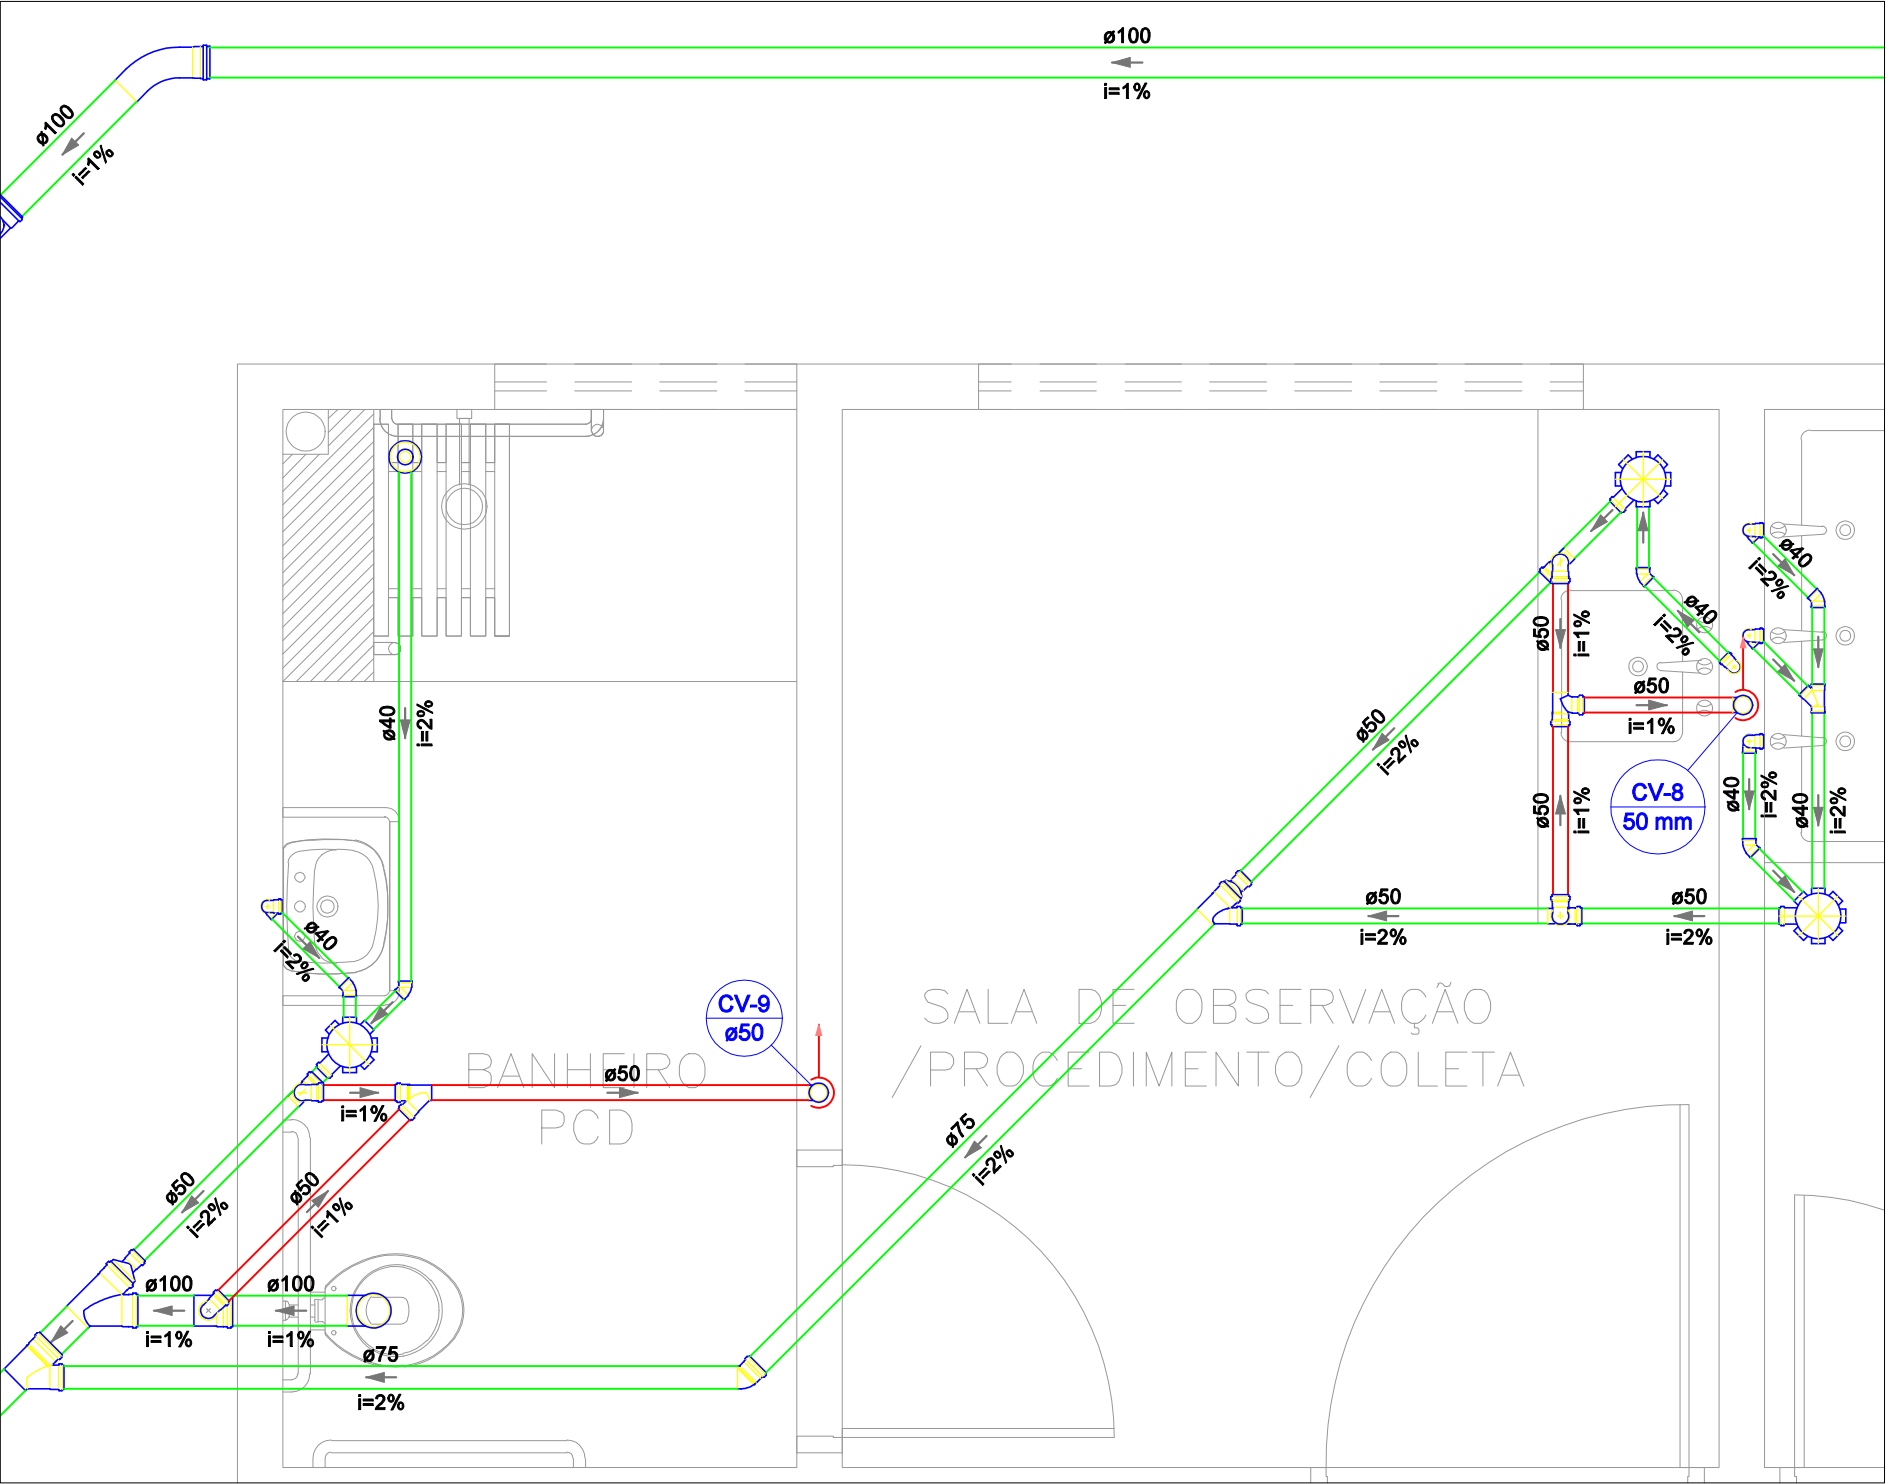 ø100
i=1%
ø100
i=1%
ø40
i=2%
ø40
i=2%
ø50
i=1%
ø50
i=1%
ø40
i=2%
ø50
i=2%
CV-8
50 mm
ø50
i=1%
ø40
i=2%
ø40
i=2%
ø40
i=2%
ø50
i=2%
ø50
i=2%
CV-9
ø50
SALA DE OBSERVAÇÃO
/PROCEDIMENTO/COLETA
BANHEIRO
PCD
ø50
i=1%
ø75
i=2%
ø50
i=2%
ø50
i=1%
ø100
i=1%
ø100
i=1%
ø75
i=2%